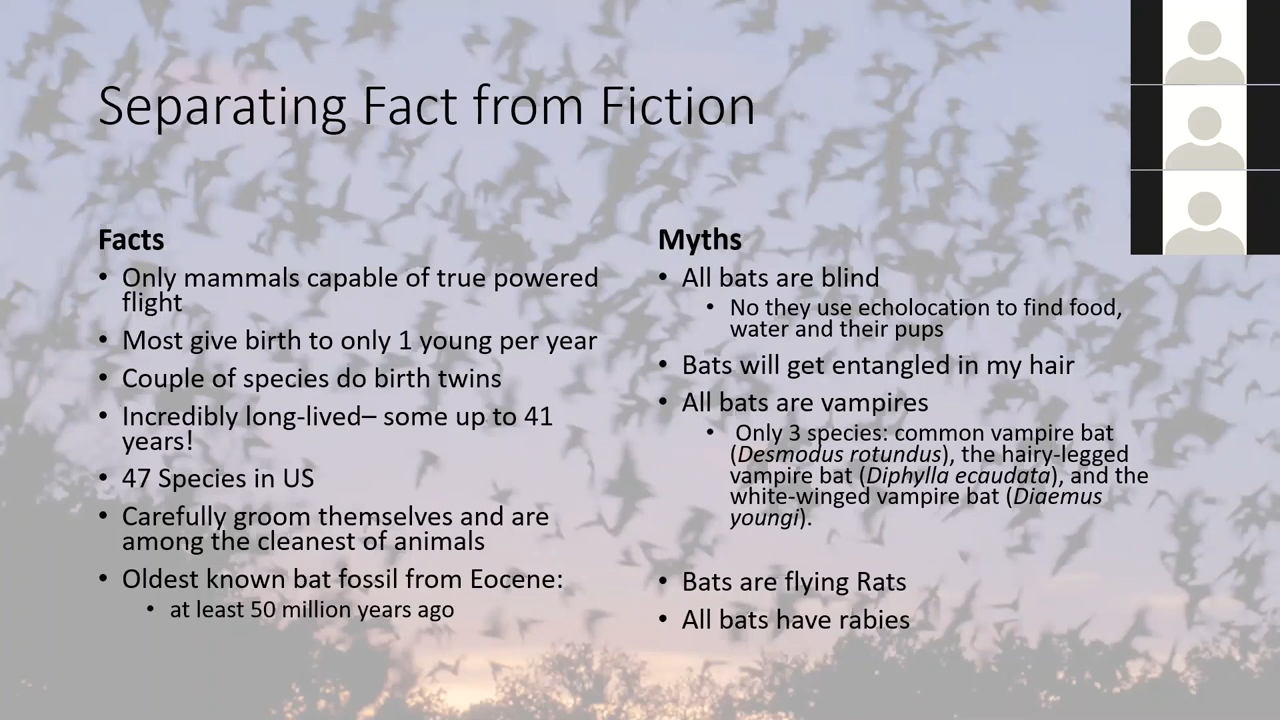 Separating Fact from Fiction
Facts
• Only mammals capable of true powered
flight
• Most give birth to only 1 young per year
• Couple of species do birth twins
• Incredibly long-lived– some up to 41
years!
• 47 Species in US
• Carefully groom themselves and are
among the cleanest of animals
• Oldest known bat fossil from Eocene:
• at least 50 million years ago
Myths
• All bats are blind
• No they use echolocation to find food,
water and their pups
• Bats will get entangled in my hair
• All bats are vampires
• Only 3 species: common vampire bat
(Desmodus rotundus), the hairy-legged
vampire bat (Diphylla ecaudata), and the
white-winged vampire bat (Diaemus
youngi).
• Bats are flying Rats
• All bats have rabies